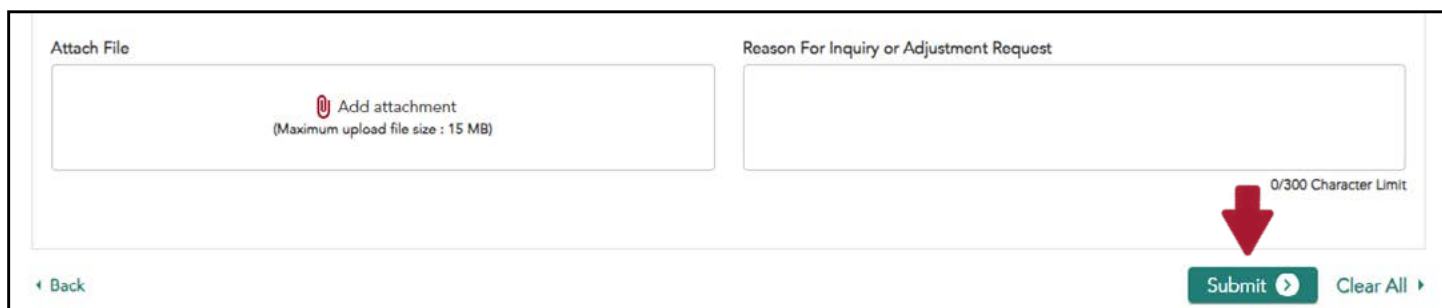 Attach File
Add attachment
(Maximum upload file size : 15 MB)
Reason For Inquiry or Adjustment Request
0/300 Character Limit
Back
Submit
Clear All